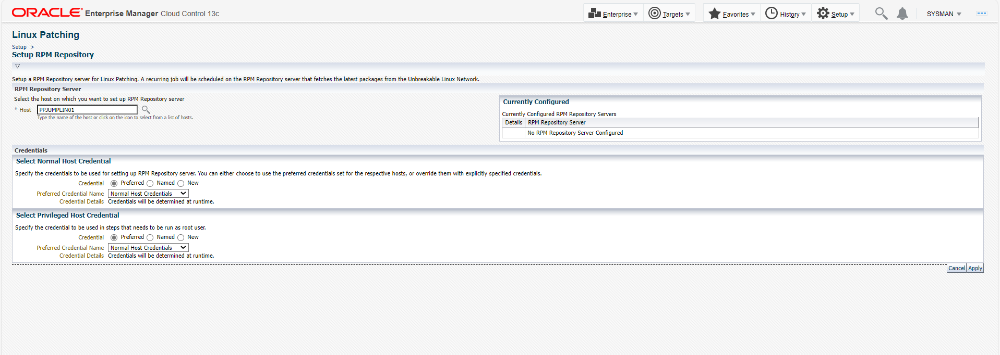 ORACLE Enterprise Manager Cloud Control 13c
Enterprise Targets Favorites History Setup SYSMAN
Linux Patching
Setup >
Setup RPM Repository
Setup a RPM Repository server for Linux Patching. A recurring job will be scheduled on the RPM Repository server that fetches the latest packages from the Unbreakable Linux Network.
RPM Repository Server
Select the host on which you want to set up RPM Repository server
* Host PPJUMPLIN01
Type the name of the host or click on the icon to select from a list of hosts.
Currently Configured
Currently Configured RPM Repository Servers
Details RPM Repository Server
No RPM Repository Server Configured
Credentials
Select Normal Host Credential
Specify the credentials to be used for setting up RPM Repository server. You can either choose to use the preferred credentials set for the respective hosts, or override them with explicitly specified credentials.
Credential Preferred Named New
Preferred Credential Name Normal Host Credentials
Credential Details Credentials will be determined at runtime.
Select Privileged Host Credential
Specify the credential to be used in steps that needs to be run as root user.
Credential Preferred Named New
Preferred Credential Name Normal Host Credentials
Credential Details Credentials will be determined at runtime.
Cancel Apply